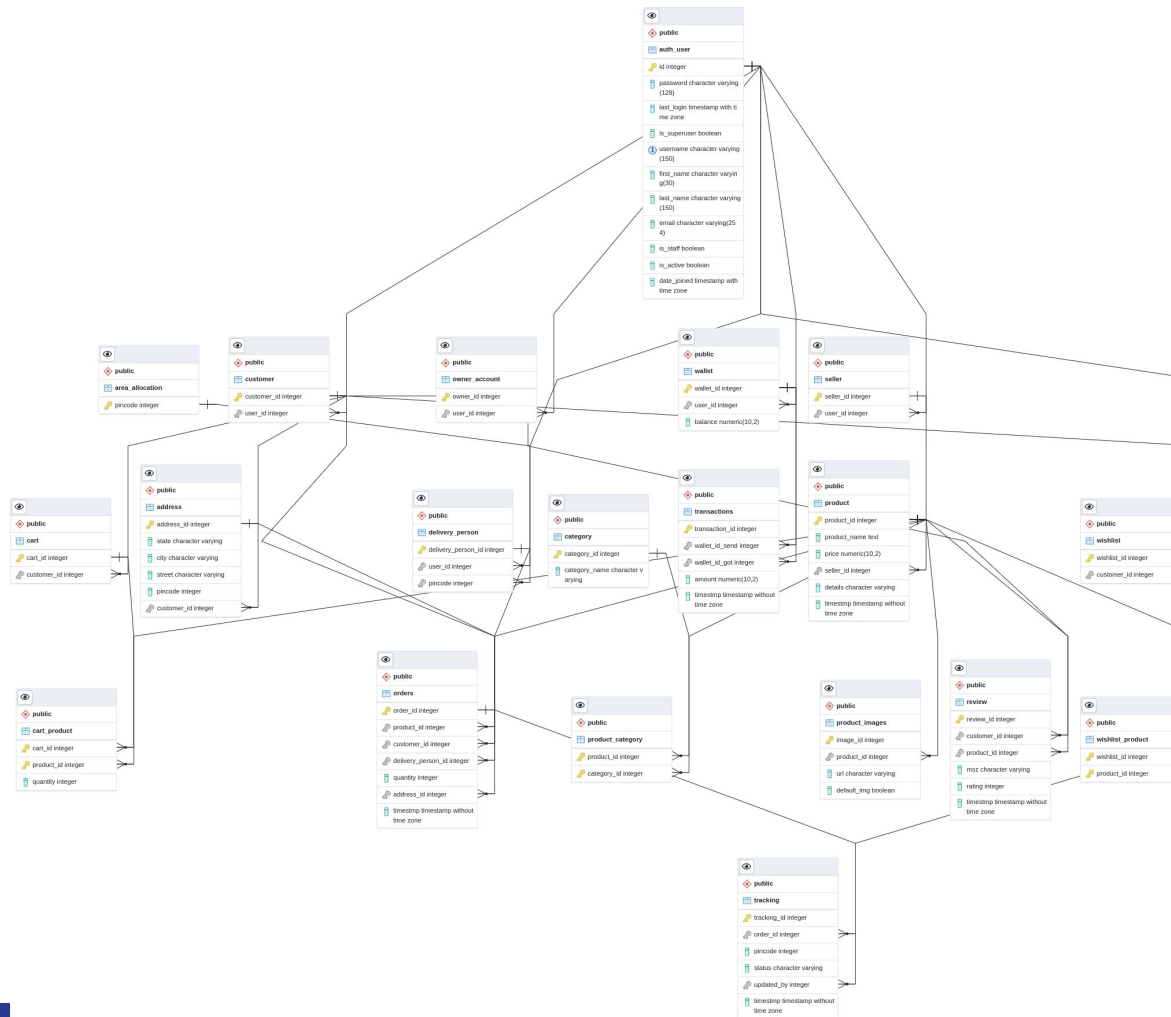 public
auth_user
id integer
password character varying
(128)
last_login timestamp with ti
me zone
is_superuser boolean
username character varying
(150)
first_name character varyin
g(30)
last_name character varying
(150)
email character varying(25
4)
is_staff boolean
is_active boolean
date_joined timestamp with
time zone
public
area_allocation
pincode integer
public
customer
customer_id integer
user_id integer
public
owner_account
owner_id integer
user_id integer
public
wallet
wallet_id integer
user_id integer
balance numeric(10,2)
public
seller
seller_id integer
user_id integer
public
cart
cart_id integer
customer_id integer
public
address
address_id integer
state character varying
city character varying
street character varying
pincode integer
customer_id integer
public
delivery_person
delivery_person_id integer
user_id integer
pincode integer
public
category
category_id integer
category_name character v
arying
public
transactions
transaction_id integer
wallet_id_send integer
wallet_id_got integer
amount numeric(10,2)
timestmp timestamp without
time zone
public
product
product_id integer
product_name text
price numeric(10,2)
seller_id integer
details character varying
timestmp timestamp without
time zone
public
wishlist
wishlist_id integer
customer_id integer
public
cart_product
cart_id integer
product_id integer
quantity integer
public
orders
order_id integer
product_id integer
customer_id integer
delivery_person_id integer
quantity integer
address_id integer
timestmp timestamp without
time zone
public
product_category
product_id integer
category_id integer
public
product_images
image_id integer
product_id integer
url character varying
default_img boolean
public
review
review_id integer
customer_id integer
product_id integer
msz character varying
rating integer
timestmp timestamp without
time zone
public
wishlist_product
wishlist_id integer
product_id integer
public
tracking
tracking_id integer
order_id integer
pincode integer
status character varying
updated_by integer
timestmp timestamp without
time zone